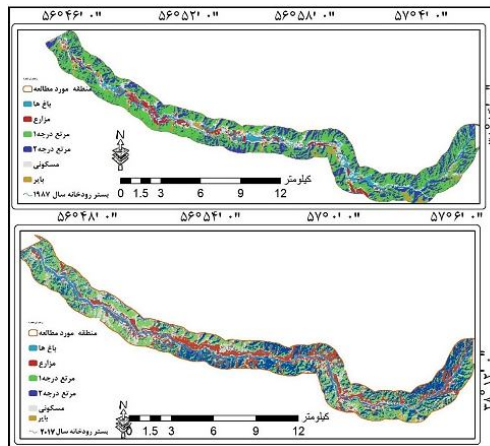 ۵۶°۴۶'۰" ۵۶°۵۲'۰" ۵۶°۵۸'۰" ۵۷°۴'۰"
منطقه مورد مطالعه
باغ ها
مزارع
مرتع درجه۱
مرتع درجه۲
مسکونی
بایر
بستر رودخانه سال ۱۹۸۷
N
کیلومتر
0 1.5 3 6 9 12
۵۶°۴۸'۰" ۵۶°۵۴'۰" ۵۷°۰'۰" ۵۷°۶'۰"
منطقه مورد مطالعه
باغ ها
مزارع
مرتع درجه۱
مرتع درجه۲
مسکونی
بایر
بستر رودخانه سال ۲۰۱۷
N
کیلومتر
0 1.5 3 6 9 12